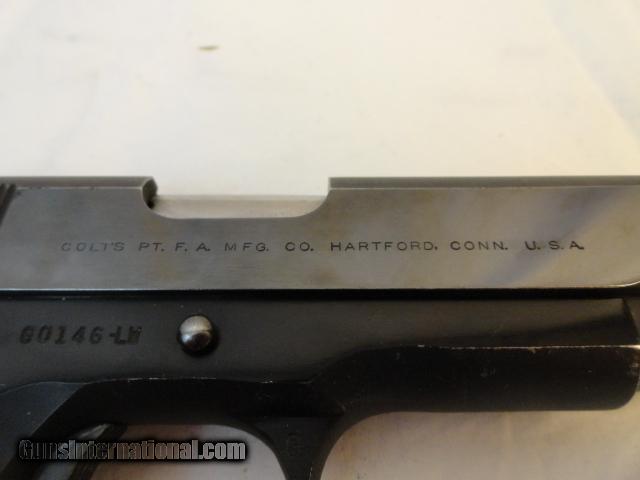 COLT'S PT. F. A. MFG. CO. HARTFORD, CONN. U. S. A.
60146-LW
GunsInternational.com